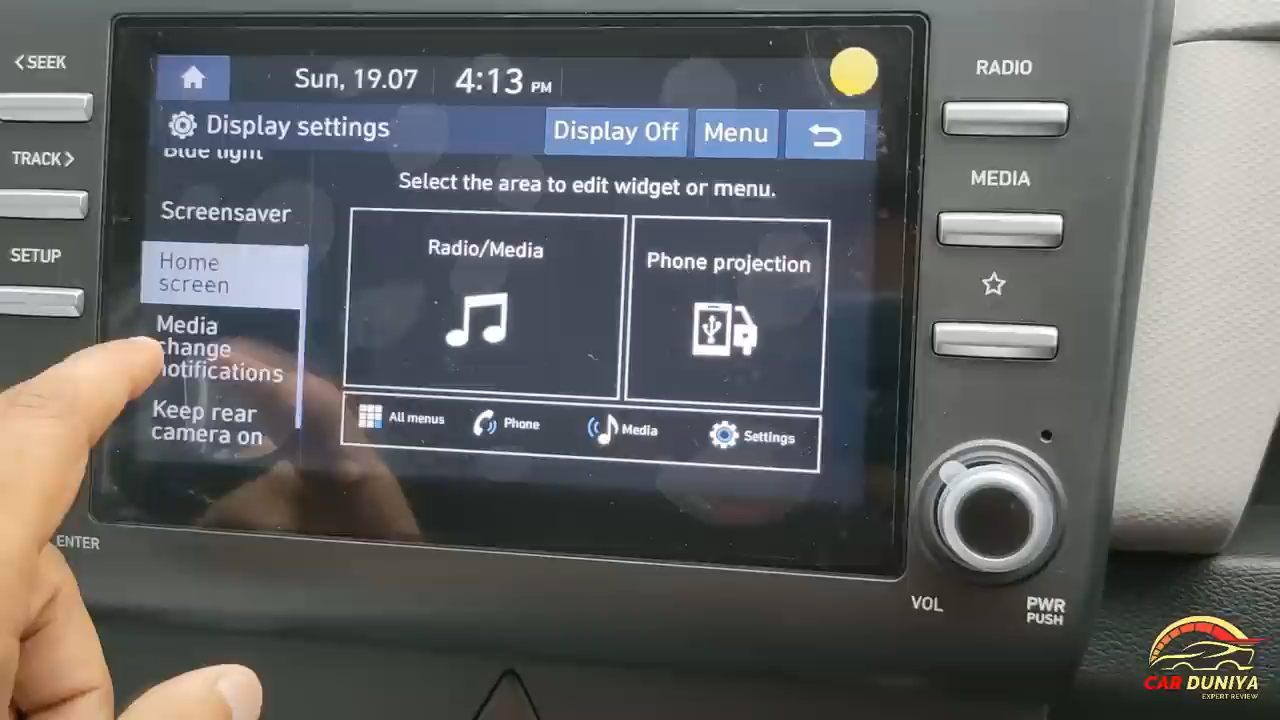 <SEEK
TRACK>
SETUP
ENTER
Sun, 19.07
4:13 PM
Display settings
Display Off
Menu
Blue light
Screensaver
Home
screen
Media
change
notifications
Keep rear
camera on
Select the area to edit widget or menu.
Radio/Media
Phone projection
All menus
Phone
Media
Settings
RADIO
MEDIA
VOL
PWR
PUSH
CAR DUNIYA
EXPERT REVIEW